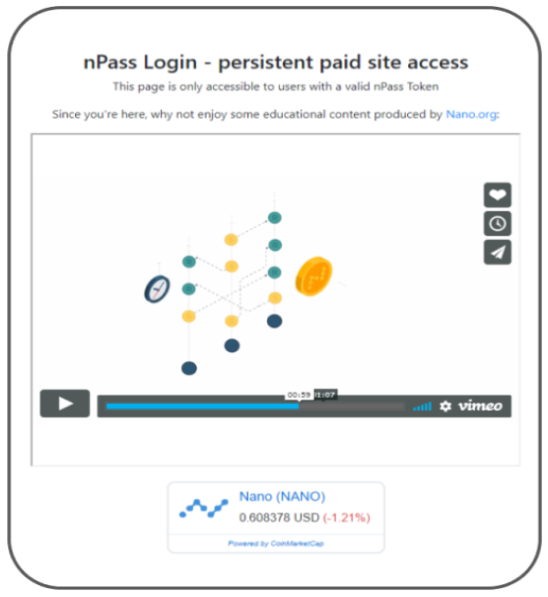 nPass Login - persistent paid site access
This page is only accessible to users with a valid nPass Token
Since you're here, why not enjoy some educational content produced by Nano.org:
00:59
1:07
vimeo
Nano (NANO)
0.608378 USD (-1.21%)
Powered by CoinMarketCap